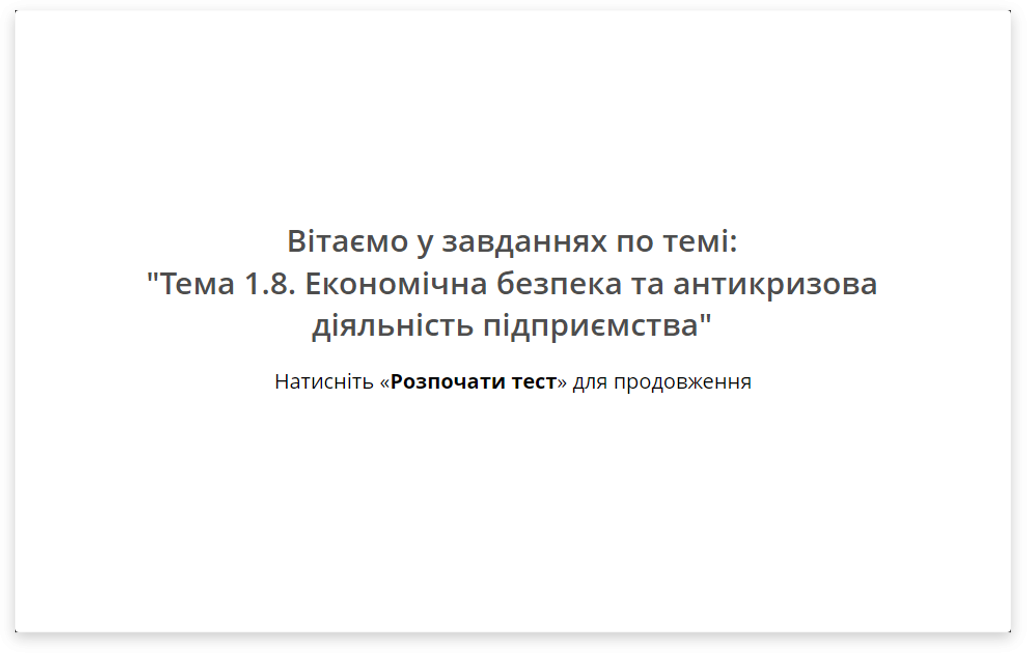 Вітаємо у завданнях по темі:
"Тема 1.8. Економічна безпека та антикризова
діяльність підприємства"
Натисніть «Розпочати тест» для продовження